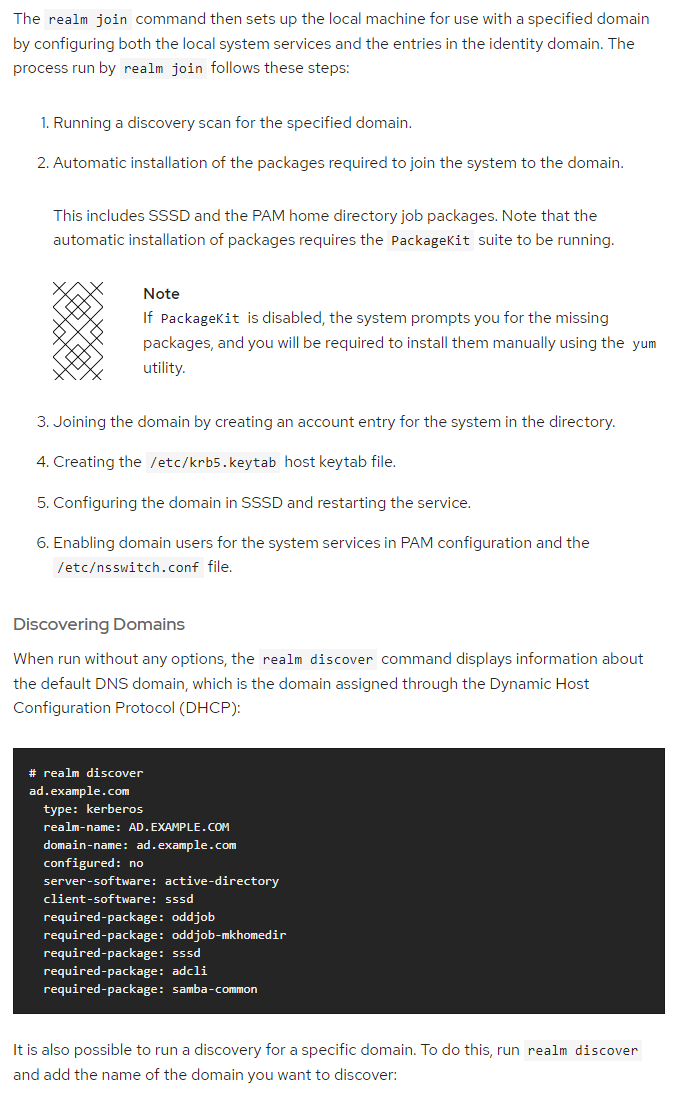 The realm join command then sets up the local machine for use with a specified domain
by configuring both the local system services and the entries in the identity domain. The
process run by realm join follows these steps:
1. Running a discovery scan for the specified domain.
2. Automatic installation of the packages required to join the system to the domain.
This includes SSSD and the PAM home directory job packages. Note that the
automatic installation of packages requires the PackageKit suite to be running.
Note
If PackageKit is disabled, the system prompts you for the missing
packages, and you will be required to install them manually using the yum
utility.
3. Joining the domain by creating an account entry for the system in the directory.
4. Creating the /etc/krb5.keytab host keytab file.
5. Configuring the domain in SSSD and restarting the service.
6. Enabling domain users for the system services in PAM configuration and the
/etc/nsswitch.conf file.
Discovering Domains
When run without any options, the realm discover command displays information about
the default DNS domain, which is the domain assigned through the Dynamic Host
Configuration Protocol (DHCP):
# realm discover
ad.example.com
type: kerberos
realm-name: AD.EXAMPLE.COM
domain-name: ad.example.com
configured: no
server-software: active-directory
client-software: sssd
required-package: oddjob
required-package: oddjob-mkhomedir
required-package: sssd
required-package: adcli
required-package: samba-common
It is also possible to run a discovery for a specific domain. To do this, run realm discover
and add the name of the domain you want to discover: